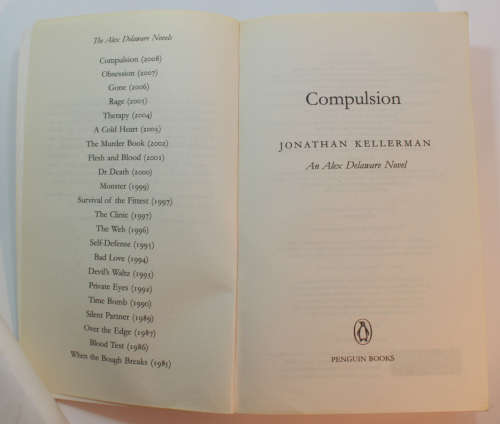 The Alex Delaware Novels
Compulsion (2008)
Obsession (2007)
Gone (2006)
Rage (2005)
Therapy (2004)
A Cold Heart (2003)
The Murder Book (2002)
Flesh and Blood (2001)
Dr Death (2000)
Monster (1999)
Survival of the Fittest (1997)
The Clinic (1997)
The Web (1996)
Self-Defense (1995)
Bad Love (1994)
Devil's Waltz (1993)
Private Eyes (1992)
Time Bomb (1990)
Silent Partner (1989)
Over the Edge (1987)
Blood Test (1986)
When the Bough Breaks (1985)
Compulsion
JONATHAN KELLERMAN
An Alex Delaware Novel
PENGUIN BOOKS